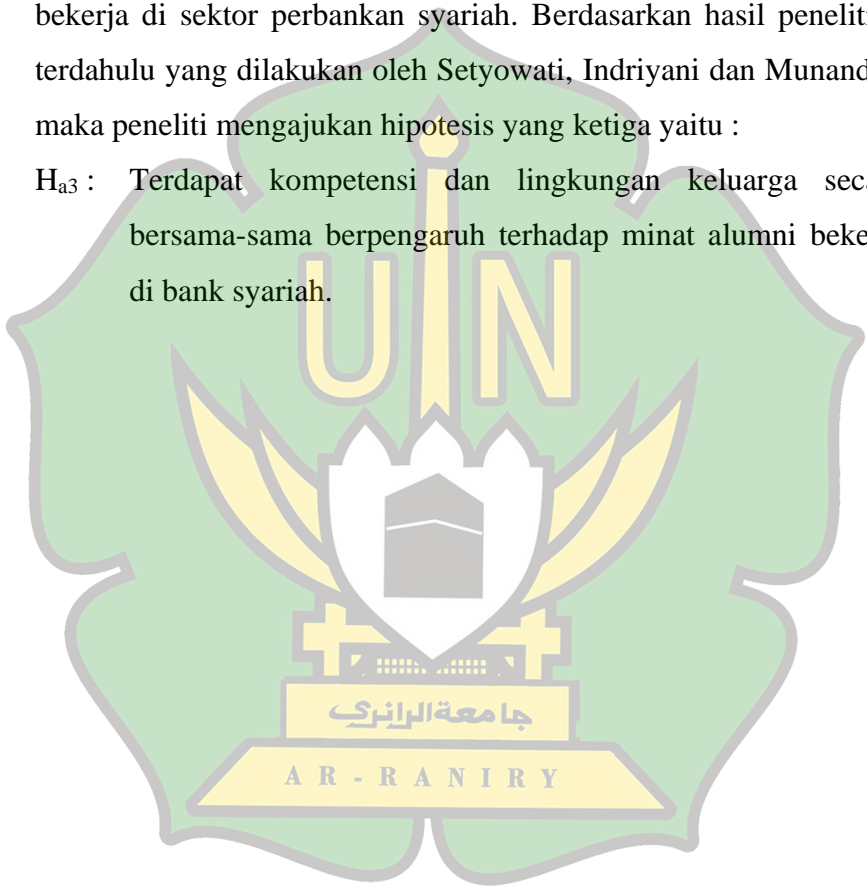 bekerja di sektor perbankan syariah. Berdasarkan hasil penelit
terdahulu yang dilakukan oleh Setyowati, Indriyani dan Munand
maka peneliti mengajukan hipotesis yang ketiga yaitu :
Ha3 : Terdapat kompetensi dan lingkungan keluarga sec
bersama-sama berpengaruh terhadap minat alumni beke
di bank syariah.
UIN
جامعة الرانري
AR-RANIRY